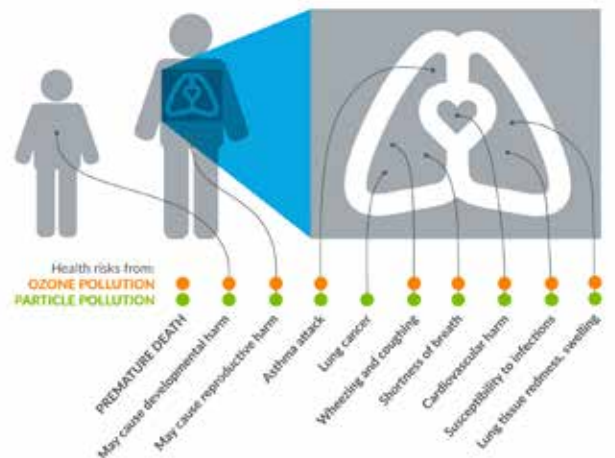 Health risks from:
OZONE POLLUTION
PARTICLE POLLUTION
PREMATURE DEATH
May cause developmental harm
May cause reproductive harm
Asthma attack
Lung cancer
Wheezing and coughing
Shortness of breath
Cardiovascular harm
Susceptibility to infections
Lung tissue redness, swelling